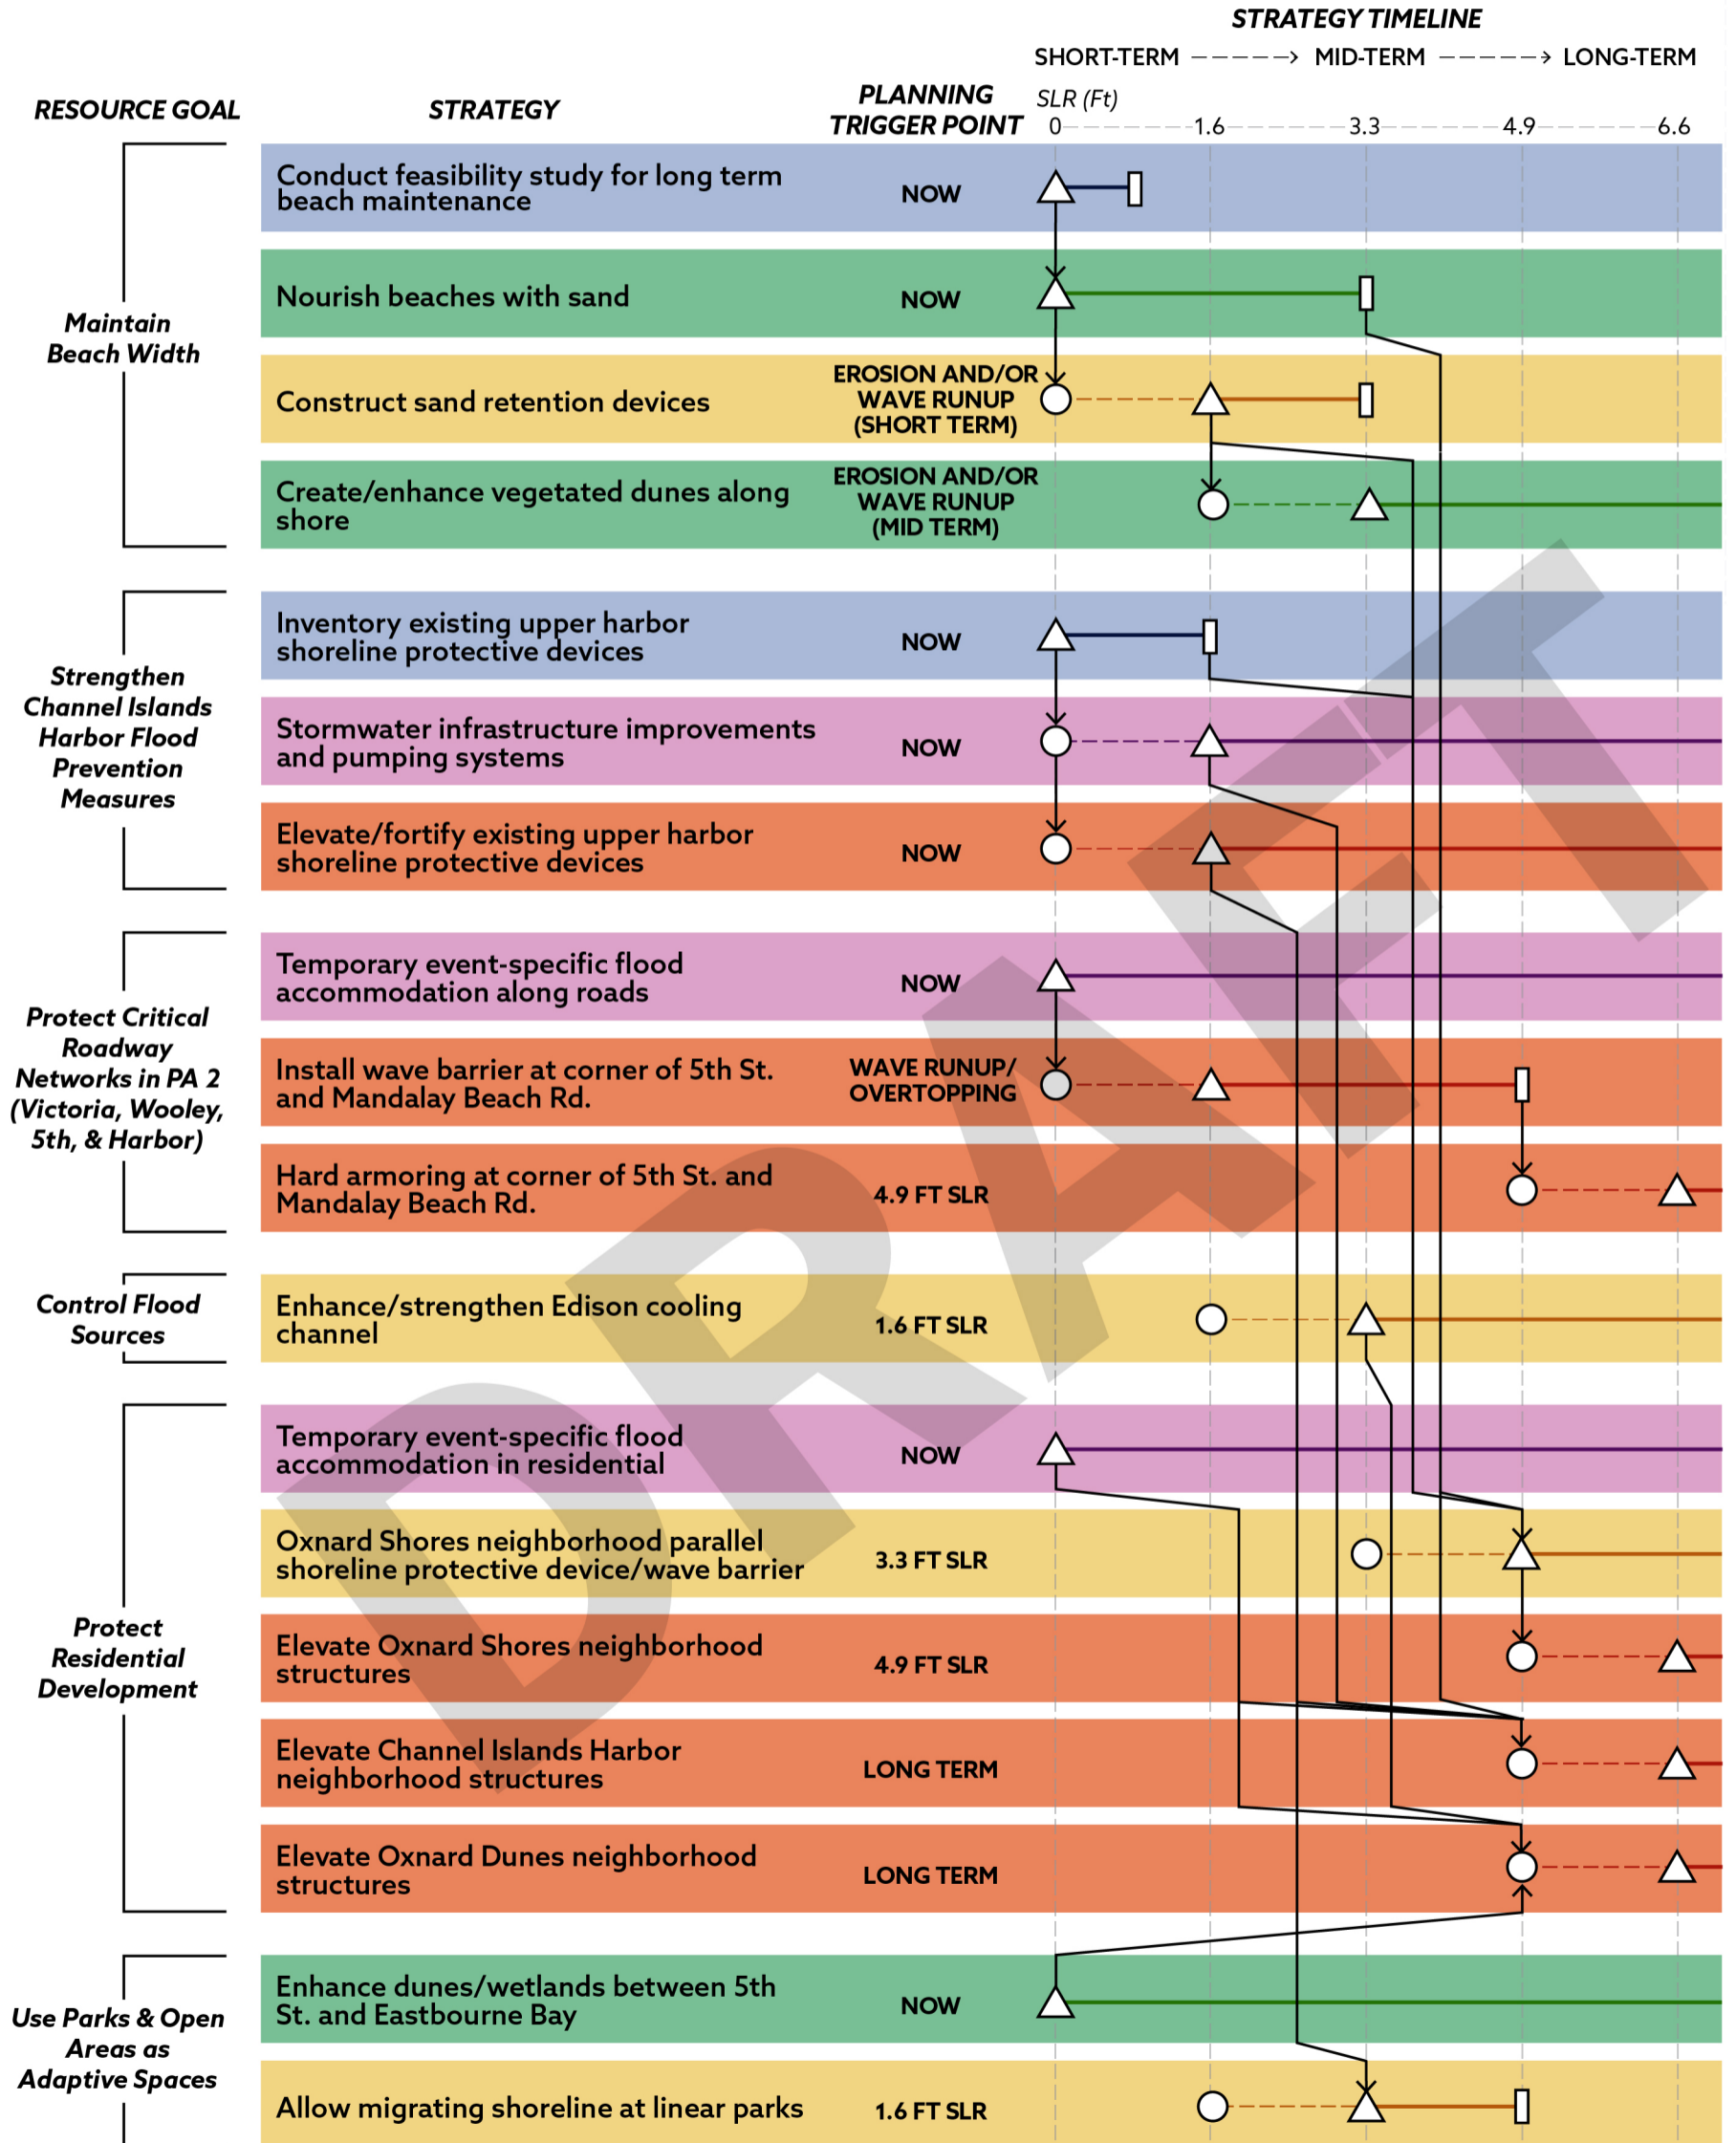 STRATEGY TIMELINE
SHORT-TERM MID-TERM LONG-TERM
RESOURCE GOAL
STRATEGY
PLANNING
TRIGGER POINT
SLR (Ft)
0 1.6 3.3 4.9 6.6
Maintain
Beach Width
Conduct feasibility study for long term
beach maintenance
NOW
Nourish beaches with sand
NOW
Construct sand retention devices
EROSION AND/OR
WAVE RUNUP
(SHORT TERM)
Create/enhance vegetated dunes along
shore
EROSION AND/OR
WAVE RUNUP
(MID TERM)
Strengthen
Channel Islands
Harbor Flood
Prevention
Measures
Inventory existing upper harbor
shoreline protective devices
NOW
Stormwater infrastructure improvements
and pumping systems
NOW
Elevate/fortify existing upper harbor
shoreline protective devices
NOW
Protect Critical
Roadway
Networks in PA 2
(Victoria, Wooley,
5th, & Harbor)
Temporary event-specific flood
accommodation along roads
NOW
Install wave barrier at corner of 5th St.
and Mandalay Beach Rd.
WAVE RUNUP/
OVERTOPPING
Hard armoring at corner of 5th St. and
Mandalay Beach Rd.
4.9 FT SLR
Control Flood
Sources
Enhance/strengthen Edison cooling
channel
1.6 FT SLR
Protect
Residential
Development
Temporary event-specific flood
accommodation in residential
NOW
Oxnard Shores neighborhood parallel
shoreline protective device/wave barrier
3.3 FT SLR
Elevate Oxnard Shores neighborhood
structures
4.9 FT SLR
Elevate Channel Islands Harbor
neighborhood structures
LONG TERM
Elevate Oxnard Dunes neighborhood
structures
LONG TERM
Use Parks & Open
Areas as
Adaptive Spaces
Enhance dunes/wetlands between 5th
St. and Eastbourne Bay
NOW
Allow migrating shoreline at linear parks
1.6 FT SLR
DRAFT